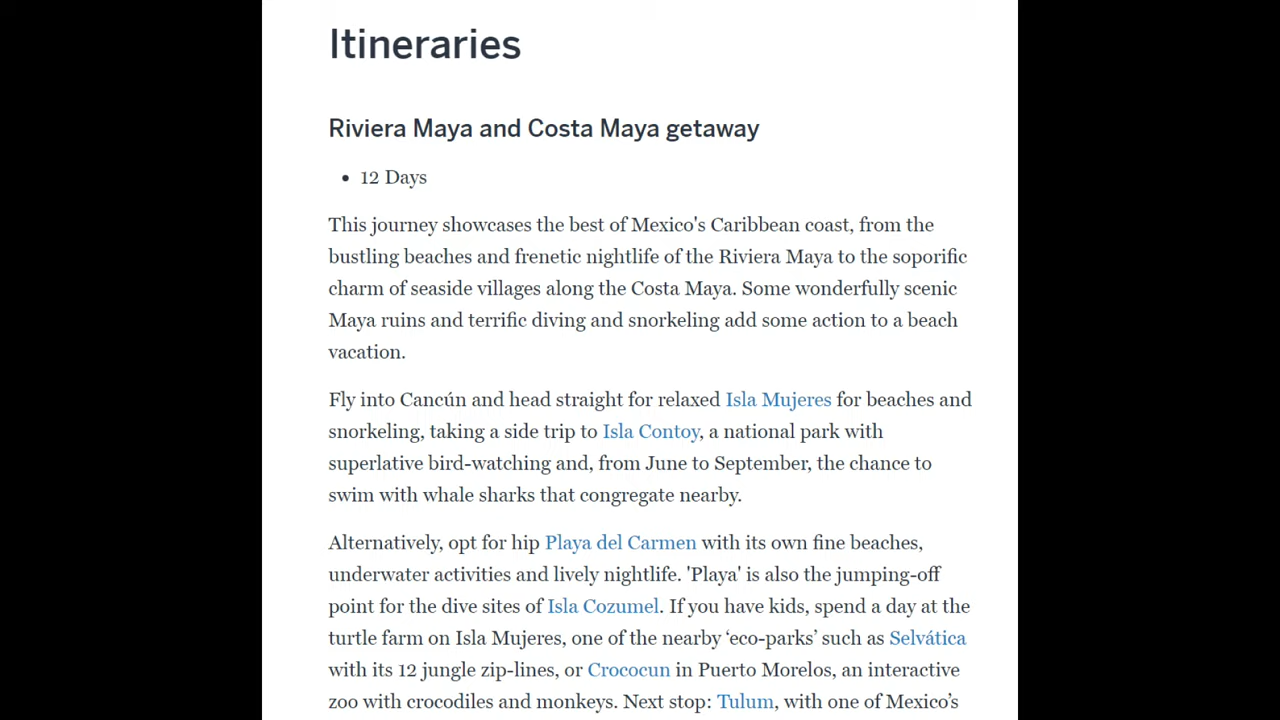 Itineraries
Riviera Maya and Costa Maya getaway
• 12 Days
This journey showcases the best of Mexico's Caribbean coast, from the
bustling beaches and frenetic nightlife of the Riviera Maya to the soporific
charm of seaside villages along the Costa Maya. Some wonderfully scenic
Maya ruins and terrific diving and snorkeling add some action to a beach
vacation.
Fly into Cancún and head straight for relaxed Isla Mujeres for beaches and
snorkeling, taking a side trip to Isla Contoy, a national park with
superlative bird-watching and, from June to September, the chance to
swim with whale sharks that congregate nearby.
Alternatively, opt for hip Playa del Carmen with its own fine beaches,
underwater activities and lively nightlife. 'Playa' is also the jumping-off
point for the dive sites of Isla Cozumel. If you have kids, spend a day at the
turtle farm on Isla Mujeres, one of the nearby ‘eco-parks’ such as Selvática
with its 12 jungle zip-lines, or Crococun in Puerto Morelos, an interactive
zoo with crocodiles and monkeys. Next stop: Tulum, with one of Mexico’s